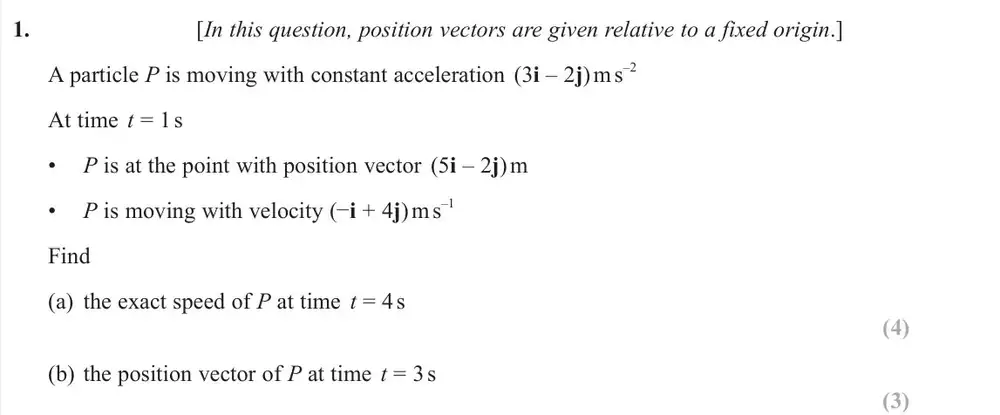 1. [In this question, position vectors are given relative to a fixed origin.]
A particle P is moving with constant acceleration (3i – 2j) m s⁻²
At time t = 1 s
• P is at the point with position vector (5i – 2j) m
• P is moving with velocity (−i + 4j) m s⁻¹
Find
(a) the exact speed of P at time t = 4 s
(4)
(b) the position vector of P at time t = 3 s
(3)